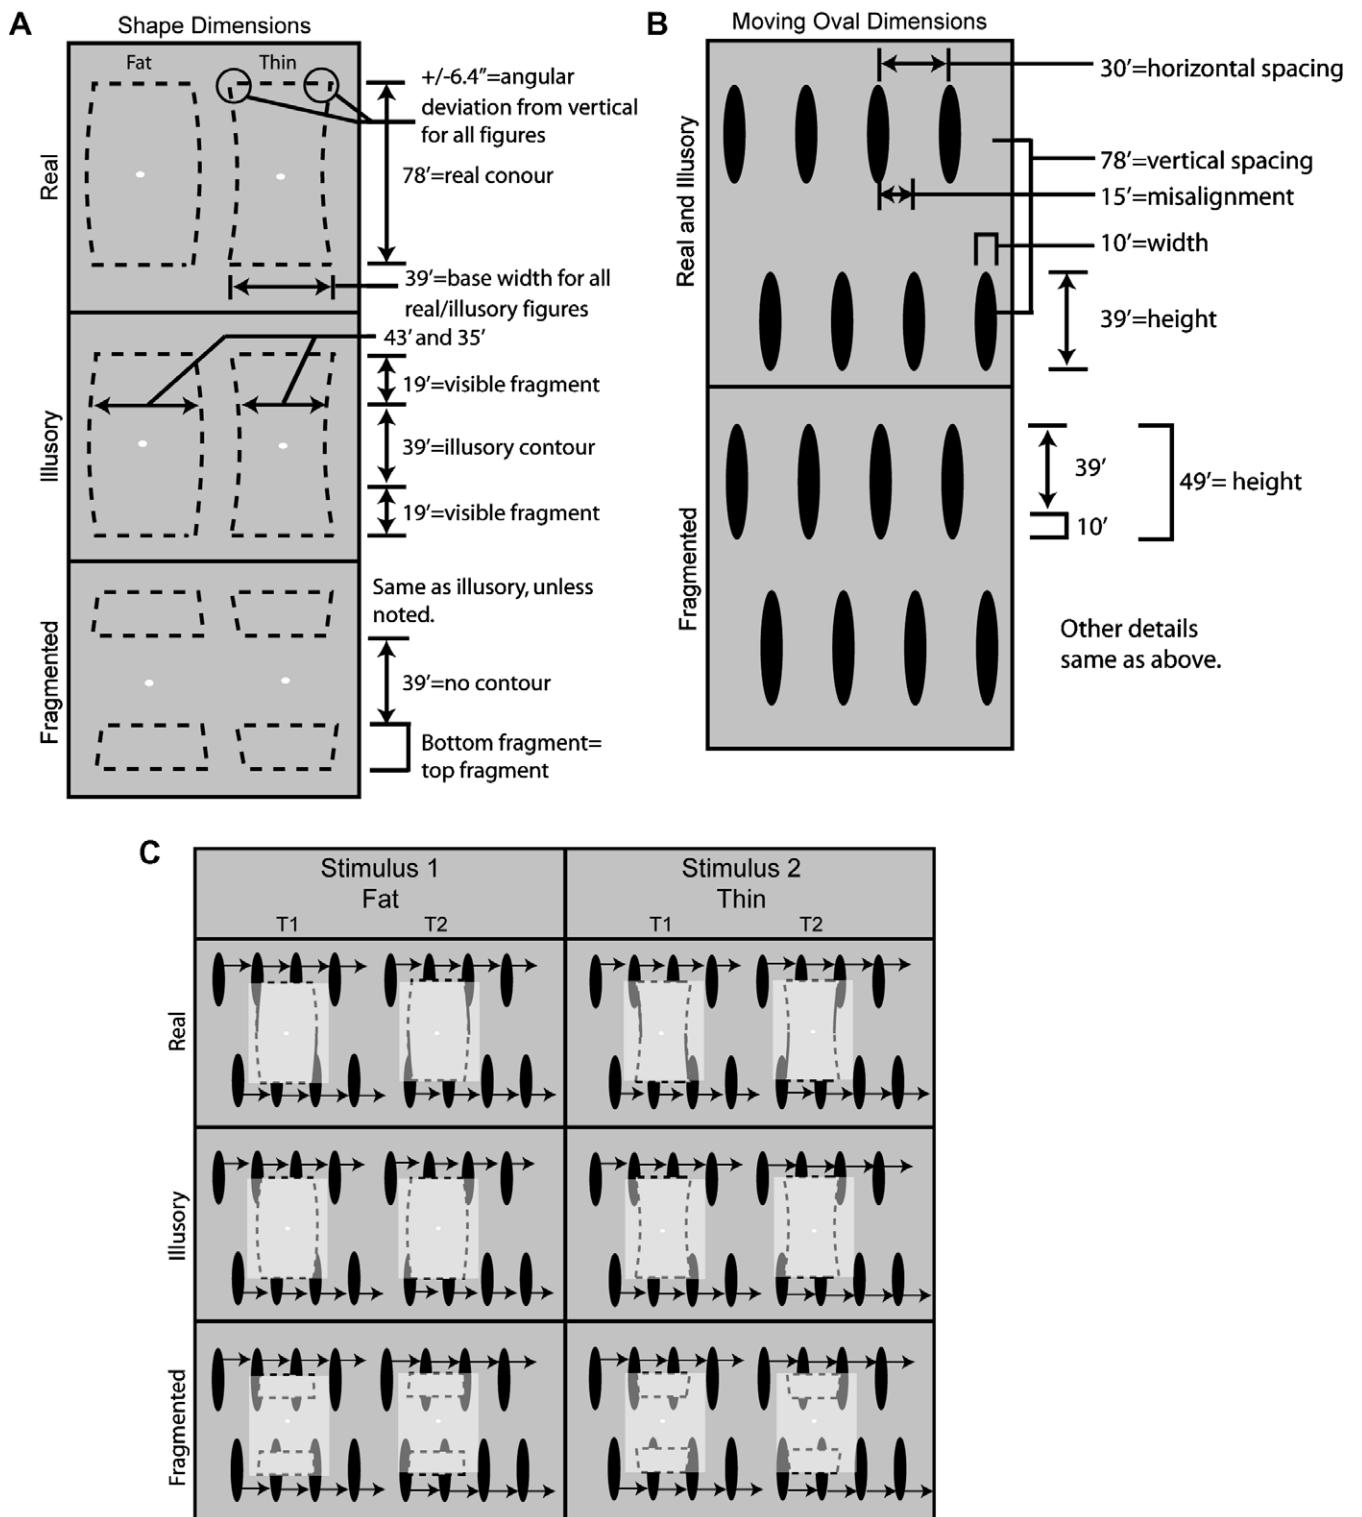 A
Shape Dimensions
Fat
Thin
Real
+/-6.4″=angular
deviation from vertical
for all figures
78′=real conour
39′=base width for all
real/illusory figures
Illusory
43′ and 35′
19′=visible fragment
39′=illusory contour
19′=visible fragment
Fragmented
Same as illusory, unless
noted.
39′=no contour
Bottom fragment=
top fragment
B
Moving Oval Dimensions
Real and Illusory
30′=horizontal spacing
78′=vertical spacing
15′=misalignment
10′=width
39′=height
Fragmented
39′
10′
49′= height
Other details
same as above.
C
Stimulus 1
Fat
T1
T2
Stimulus 2
Thin
T1
T2
Real
Illusory
Fragmented